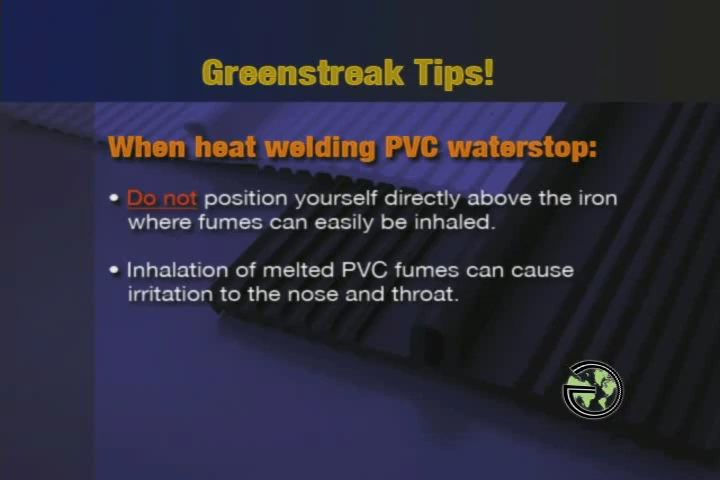 Greenstreak Tips!
When heat welding PVC waterstop:
• Do not position yourself directly above the iron
where fumes can easily be inhaled.
• Inhalation of melted PVC fumes can cause
irritation to the nose and throat.